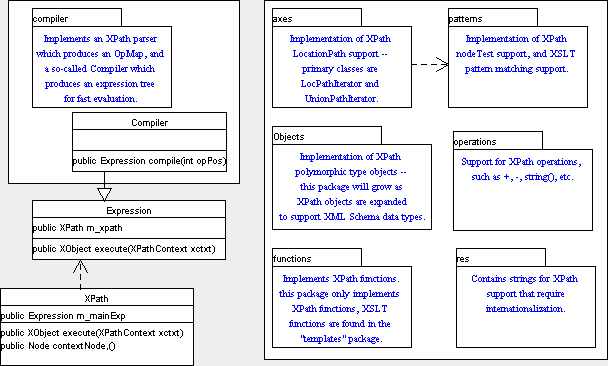 compiler
Implements an XPath parser
which produces an OpMap, and
a so-called Compiler which
produces an expression tree
for fast evaluation.
Compiler
public Expression compile(int opPos)
Expression
public XPath m_xpath
public XObject execute(XPathContext xctxt)
XPath
public Expression m_mainExp
public XObject execute(XPathContext xctxt)
public Node contextNode,()
axes
Implementation of XPath
LocationPath support --
primary classes are
LocPathIterator and
UnionPathIterator.
patterns
Implementation of XPath
nodeTest support, and XSLT
pattern matching support.
Objects
Implementation of XPath
polymorphic type objects --
this package will grow as
XPath objects are expanded
to support XML Schema data types.
operations
Support for XPath operations,
such as +, -, string(), etc.
functions
Implements XPath functions.
this package only implements
XPath functions, XSLT
functions are found in the
"templates" package.
res
Contains strings for XPath
support that require
internationalization.